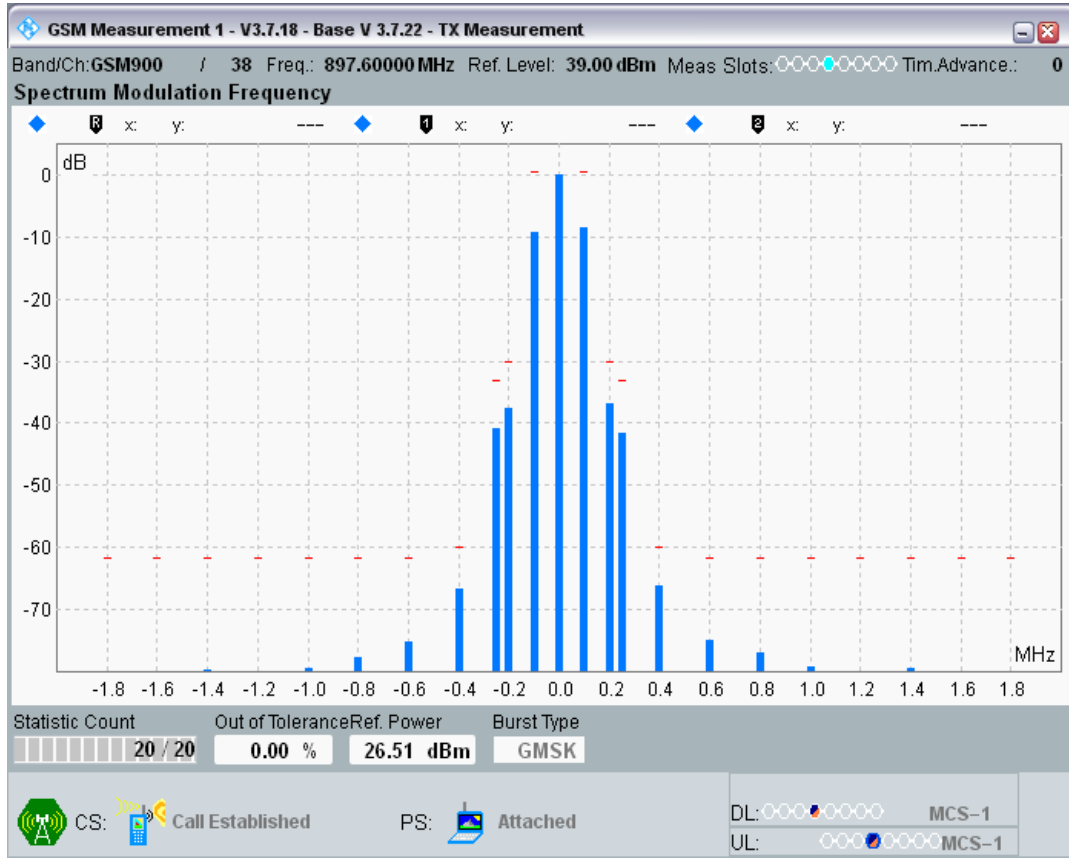 GSM Measurement 1 - V3.7.18 - Base V 3.7.22 - TX Measurement
Band/Ch:GSM900 / 38 Freq.: 897.60000 MHz Ref. Level: 39.00 dBm Meas Slots: Tim.Advance.: 0
Spectrum Modulation Frequency
R x: y: --- 1 x: y: --- 2 x: y: ---
dB
0
-10
-20
-30
-40
-50
-60
-70
MHz
-1.8 -1.6 -1.4 -1.2 -1.0 -0.8 -0.6 -0.4 -0.2 0.0 0.2 0.4 0.6 0.8 1.0 1.2 1.4 1.6 1.8
Statistic Count Out of Tolerance Ref. Power Burst Type
20 / 20 0.00 % 26.51 dBm GMSK
CS: Call Established PS: Attached
DL: MCS-1
UL: MCS-1